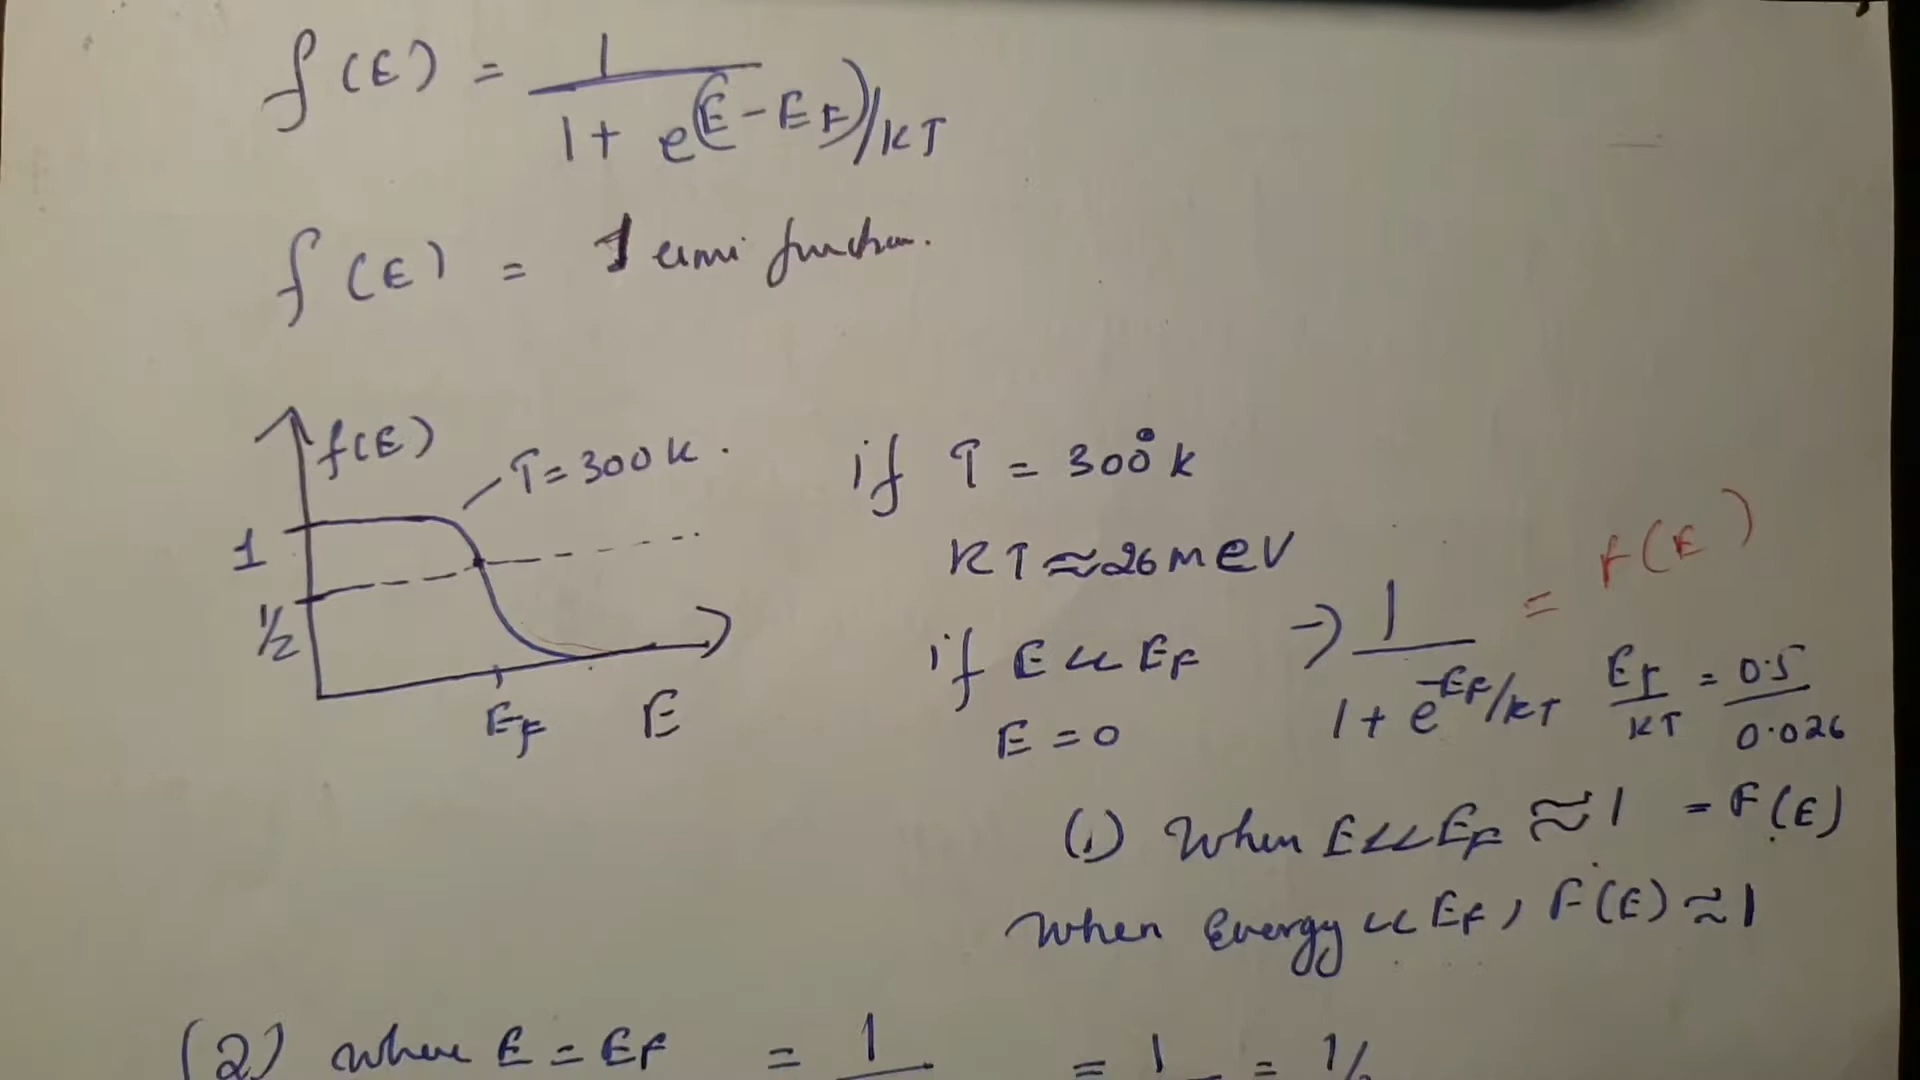 f(E) = 1 / 1 + e(E - EF)/KT
f(E) = fermi function.
f(E)
T = 300 K.
1
1/2
EF
E
if T = 300°K
KT ≈ 26 meV
if E << EF → 1 / 1 + e-EF/KT = F(E)
E = 0
EF / KT = 0.5 / 0.026
(1) When E << EF ≈ 1 = F(E)
When Energy << EF, F(E) ≈ 1
(2) where E = EF = 1 = 1 = 1/